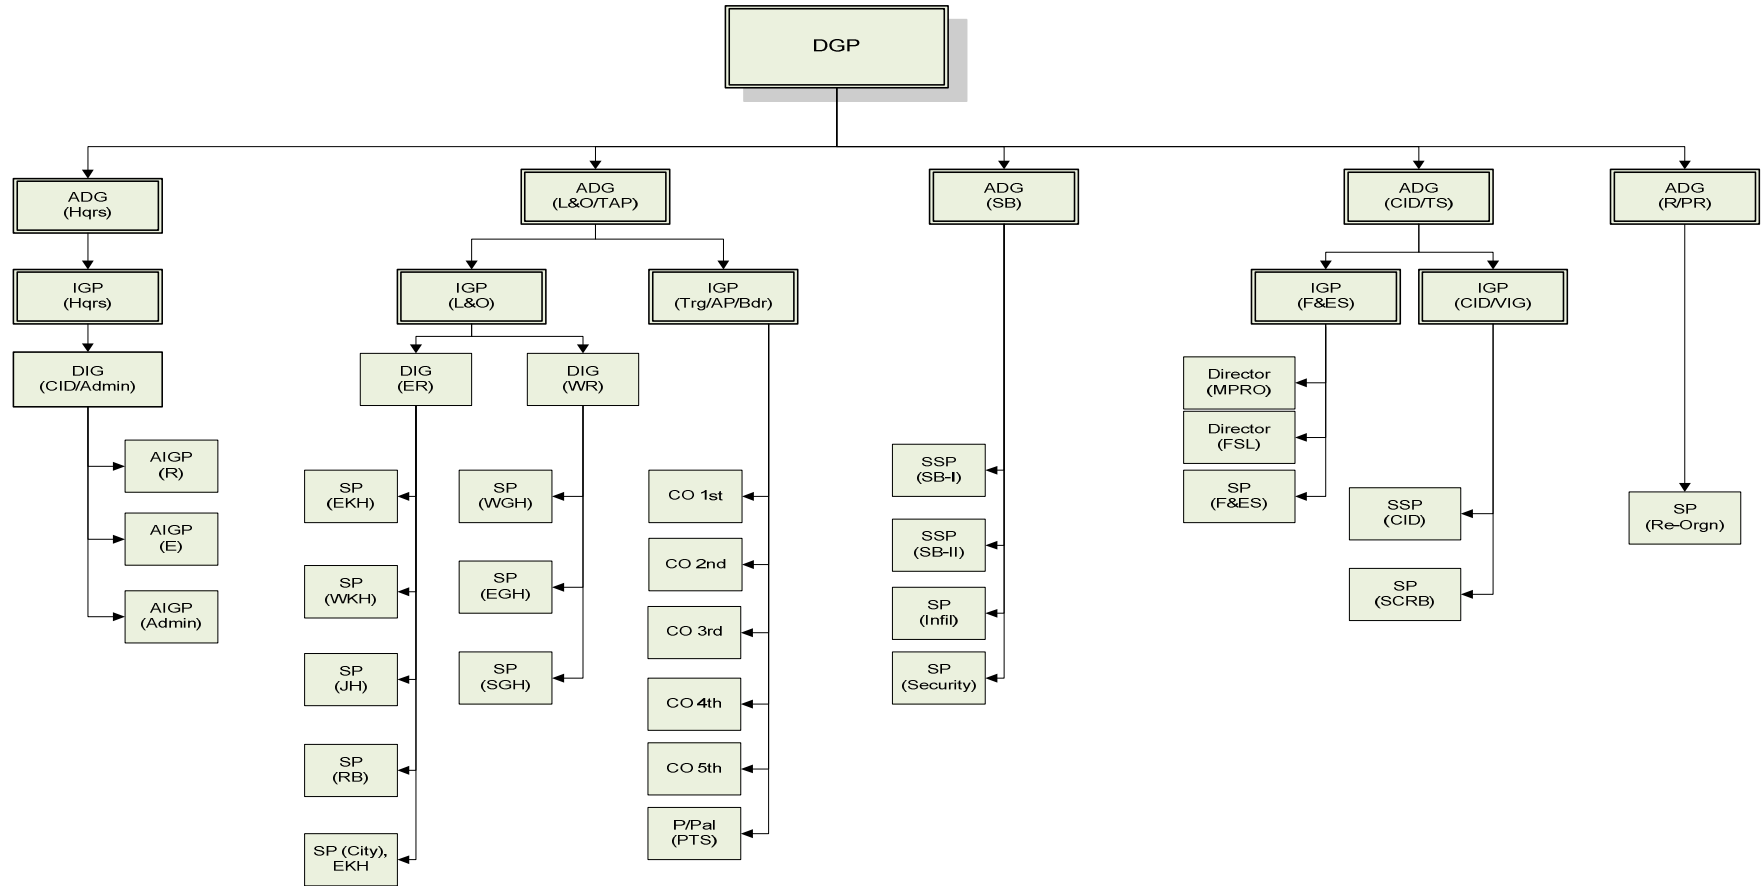 DGP
ADG
(Hqrs)
ADG
(L&O/TAP)
ADG
(SB)
ADG
(CID/TS)
ADG
(R/PR)
IGP
(Hqrs)
IGP
(L&O)
IGP
(Trg/AP/Bdr)
IGP
(F&ES)
IGP
(CID/VIG)
DIG
(CID/Admin)
DIG
(ER)
DIG
(WR)
AIGP
(R)
AIGP
(E)
AIGP
(Admin)
SP
(EKH)
SP
(WKH)
SP
(JH)
SP
(RB)
SP (City),
EKH
SP
(WGH)
SP
(EGH)
SP
(SGH)
CO 1st
CO 2nd
CO 3rd
CO 4th
CO 5th
P/Pal
(PTS)
SSP
(SB-I)
SSP
(SB-II)
SP
(Infil)
SP
(Security)
Director
(MPRO)
Director
(FSL)
SP
(F&ES)
SSP
(CID)
SP
(SCRB)
SP
(Re-Orgn)